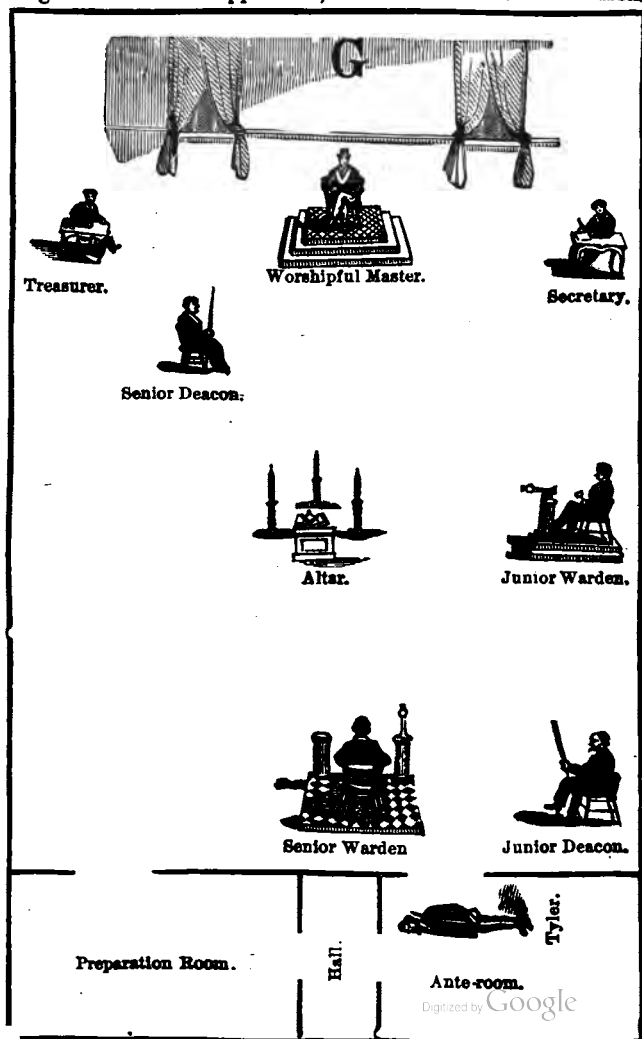 G
Treasurer.
Worshipful Master.
Secretary.
Senior Deacon.
Altar.
Junior Warden.
Senior Warden
Junior Deacon.
Preparation Room.
Hall.
Tyler.
Ante-room.
Digitized by Google